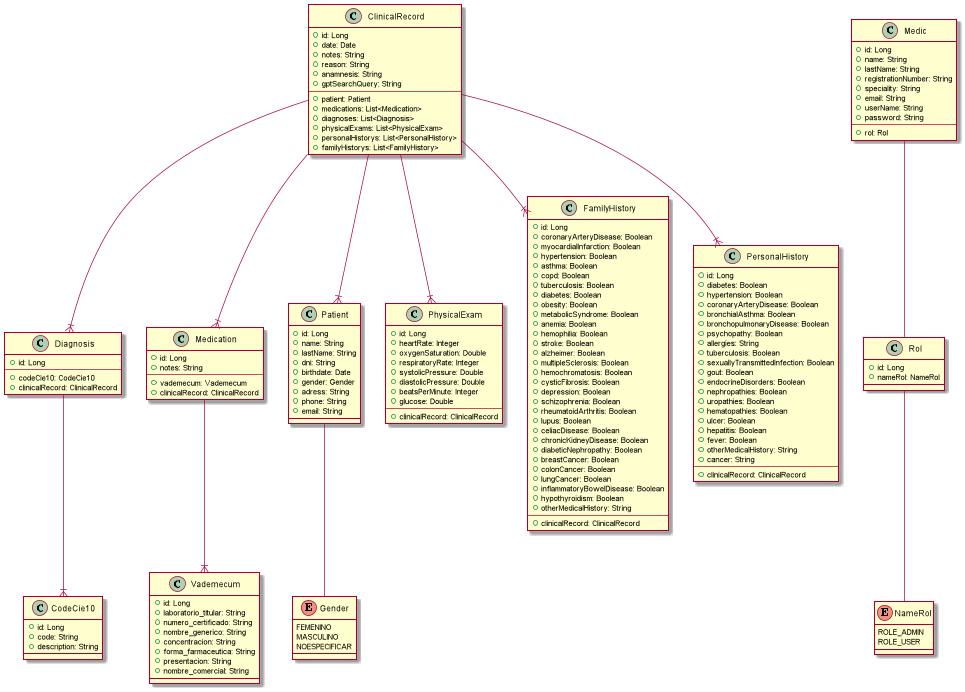 C ClinicalRecord
id: Long
date: Date
notes: String
reason: String
anamnesis: String
gptSearchQuery: String
patient: Patient
medications: List<Medication>
diagnoses: List<Diagnosis>
physicalExams: List<PhysicalExam>
personalHistorys: List<PersonalHistory>
familyHistorys: List<FamilyHistory>
C Medic
id: Long
name: String
lastName: String
registrationNumber: String
speciality: String
email: String
userName: String
password: String
rol: Rol
C FamilyHistory
id: Long
coronaryArteryDisease: Boolean
myocardialInfarction: Boolean
hypertension: Boolean
asthma: Boolean
copd: Boolean
tuberculosis: Boolean
diabetes: Boolean
obesity: Boolean
metabolicSyndrome: Boolean
anemia: Boolean
hemophilia: Boolean
hemochromatosis: Boolean
stroke: Boolean
alzheimer: Boolean
multipleSclerosis: Boolean
hemochromatosis: Boolean
cysticFibrosis: Boolean
depression: Boolean
schizophrenia: Boolean
rheumatoidArthritis: Boolean
lupus: Boolean
celiacDisease: Boolean
chronicKidneyDisease: Boolean
diabeticNephropathy: Boolean
breastCancer: Boolean
colonCancer: Boolean
lungCancer: Boolean
inflammatoryBowelDisease: Boolean
hypothyroidism: Boolean
otherMedicalHistory: String
clinicalRecord: ClinicalRecord
C PersonalHistory
id: Long
diabetes: Boolean
hypertension: Boolean
coronaryArteryDisease: Boolean
bronchialAsthma: Boolean
bronchopulmonaryDisease: Boolean
psychopathy: Boolean
allergies: String
tuberculosis: Boolean
sexuallyTransmittedInfection: Boolean
gout: Boolean
endocrineDisorders: Boolean
nephropathies: Boolean
uropathies: Boolean
hematopathies: Boolean
ulcer: Boolean
hepatitis: Boolean
fever: Boolean
otherMedicalHistory: String
cancer: String
clinicalRecord: ClinicalRecord
C Diagnosis
id: Long
codeCie10: CodeCie10
clinicalRecord: ClinicalRecord
C Medication
id: Long
notes: String
vademecum: Vademecum
clinicalRecord: ClinicalRecord
C Patient
id: Long
name: String
lastName: String
dni: String
birthdate: Date
gender: Gender
adress: String
phone: String
email: String
C PhysicalExam
id: Long
heartRate: Integer
oxygenSaturation: Double
respiratoryRate: Integer
systolicPressure: Double
diastolicPressure: Double
beatsPerMinute: Integer
glucose: Double
clinicalRecord: ClinicalRecord
C Rol
id: Long
nameRol: NameRol
C CodeCie10
id: Long
code: String
description: String
C Vademecum
id: Long
laboratorio_titular: String
numero_certificado: String
nombre_generico: String
concentracion: String
forma_farmaceutica: String
presentacion: String
nombre_comercial: String
E Gender
FEMENINO
MASCULINO
NOESPECIFICAR
E NameRol
ROLE_ADMIN
ROLE_USER